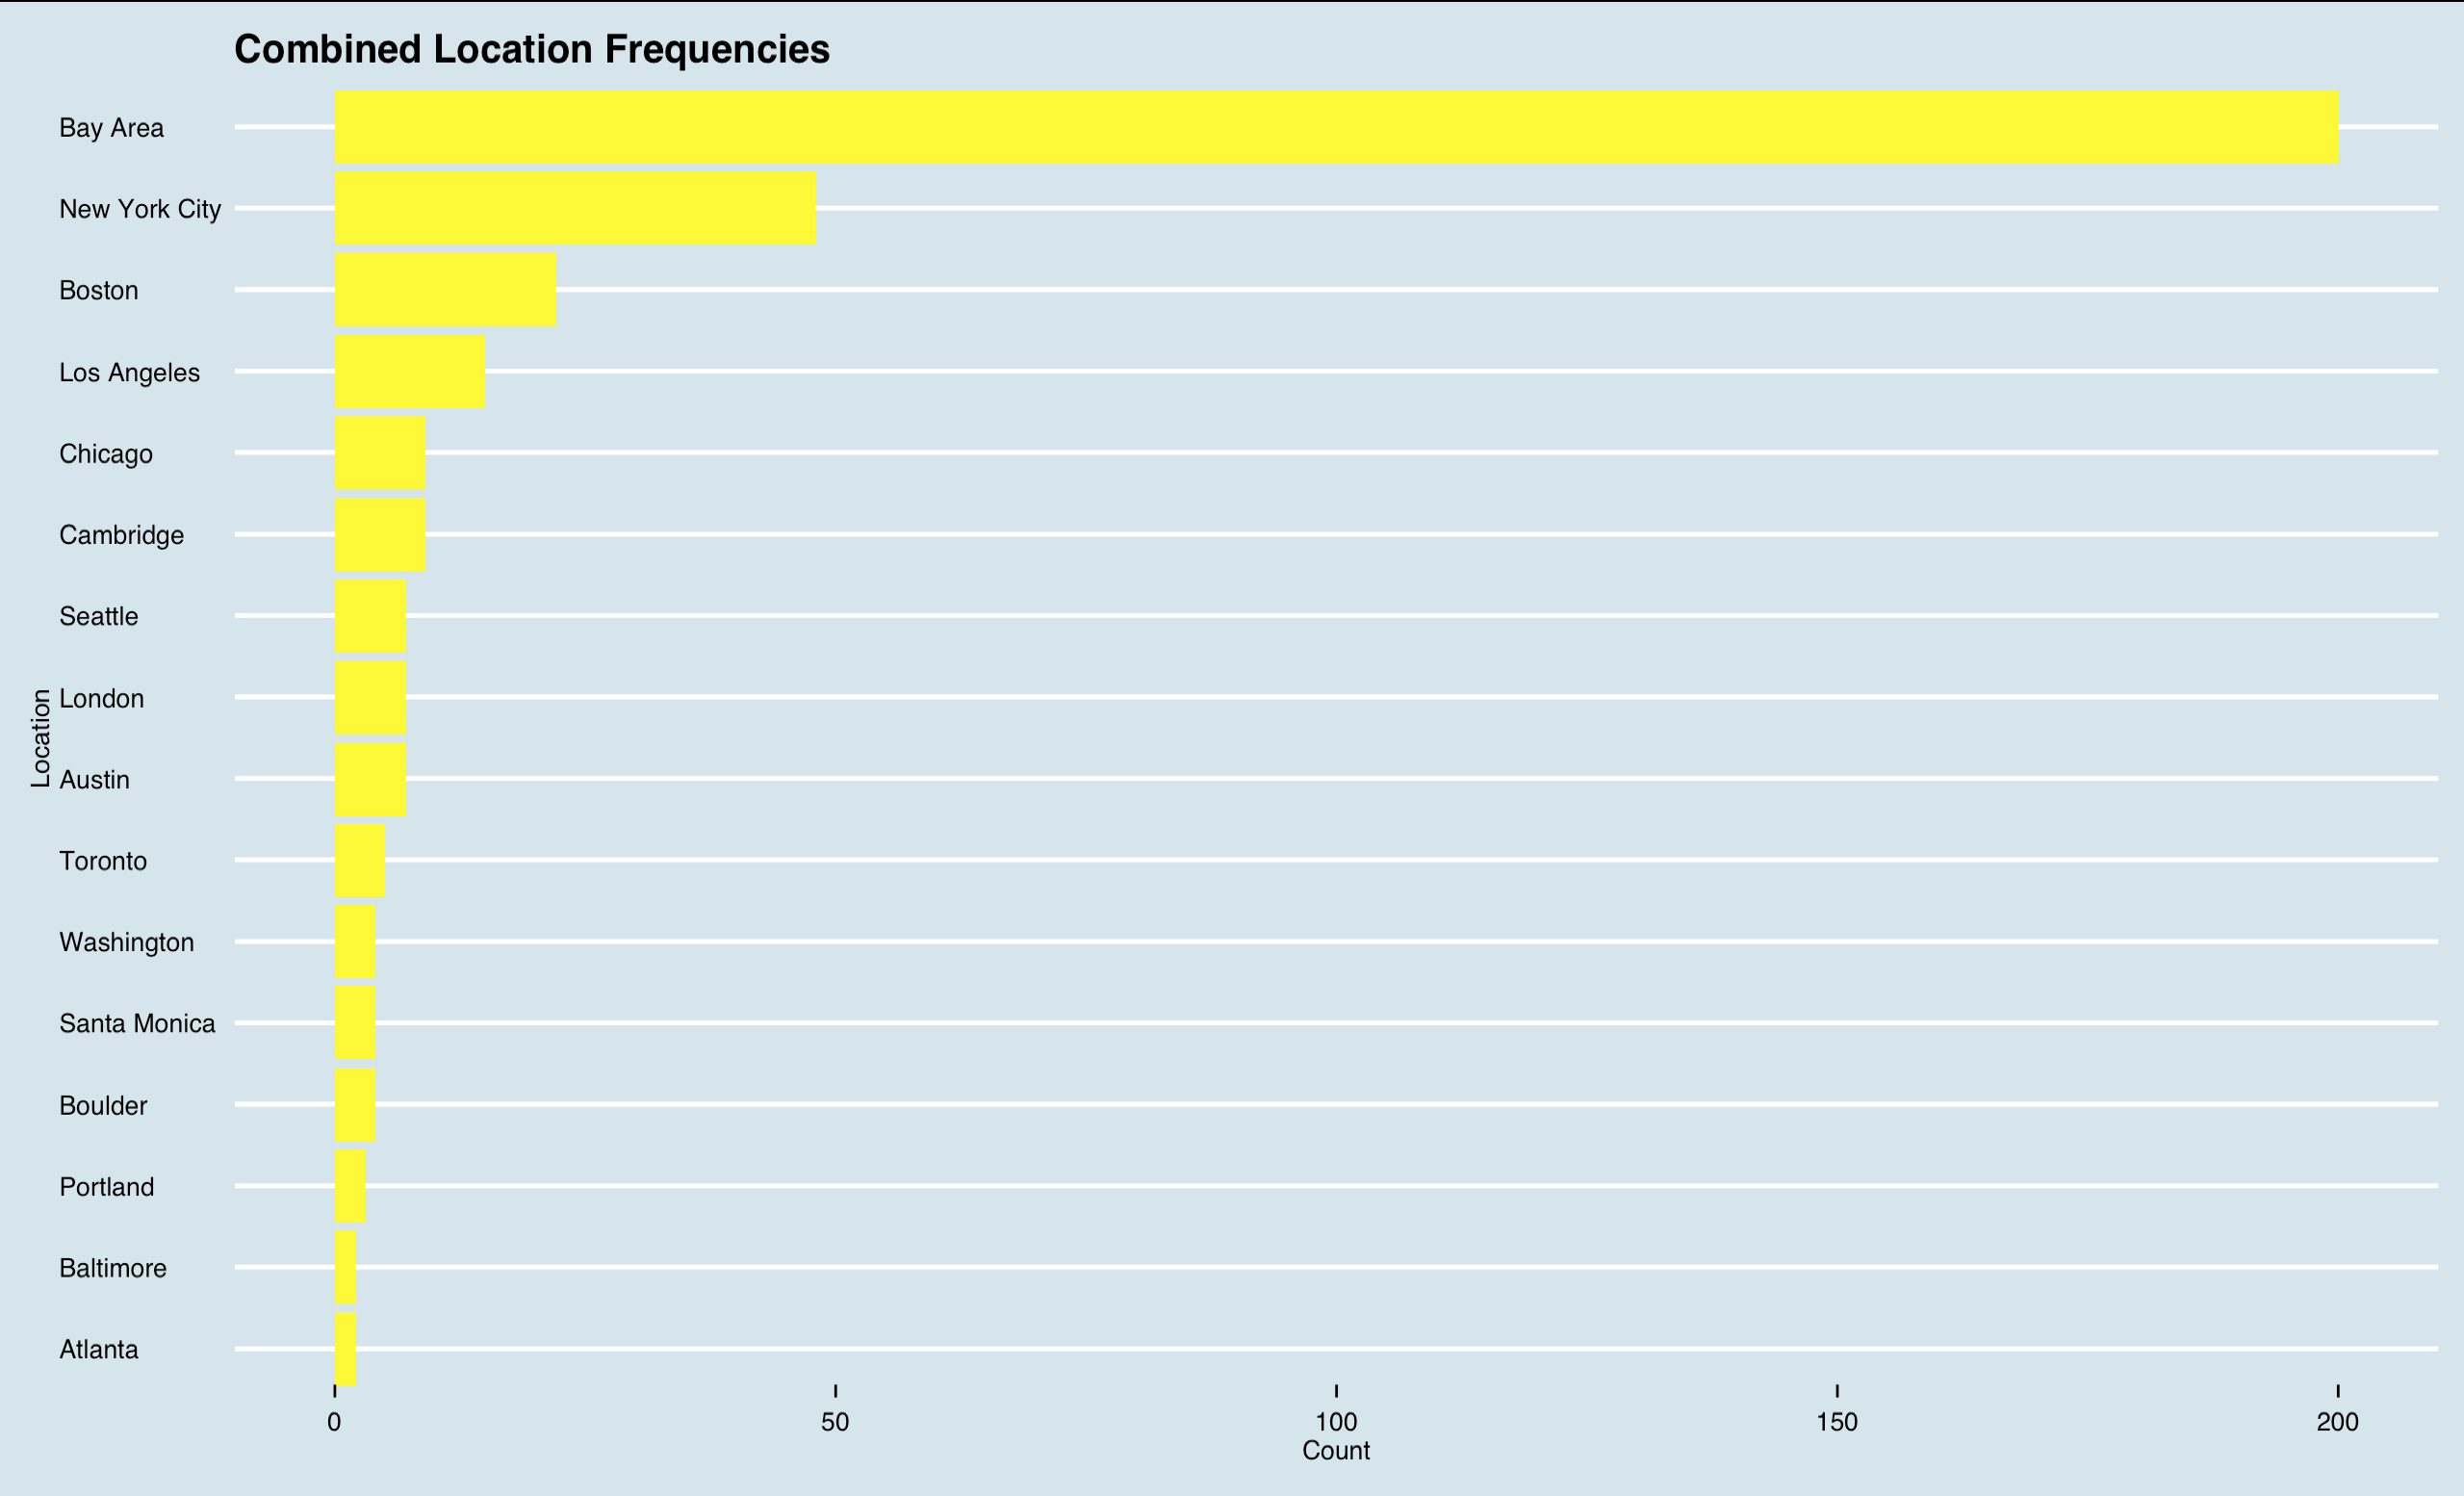 Combined Location Frequencies
Bay Area
New York City
Boston
Los Angeles
Chicago
Cambridge
Seattle
London
Austin
Toronto
Washington
Santa Monica
Boulder
Portland
Baltimore
Atlanta
Location
0 50 100 150 200
Count